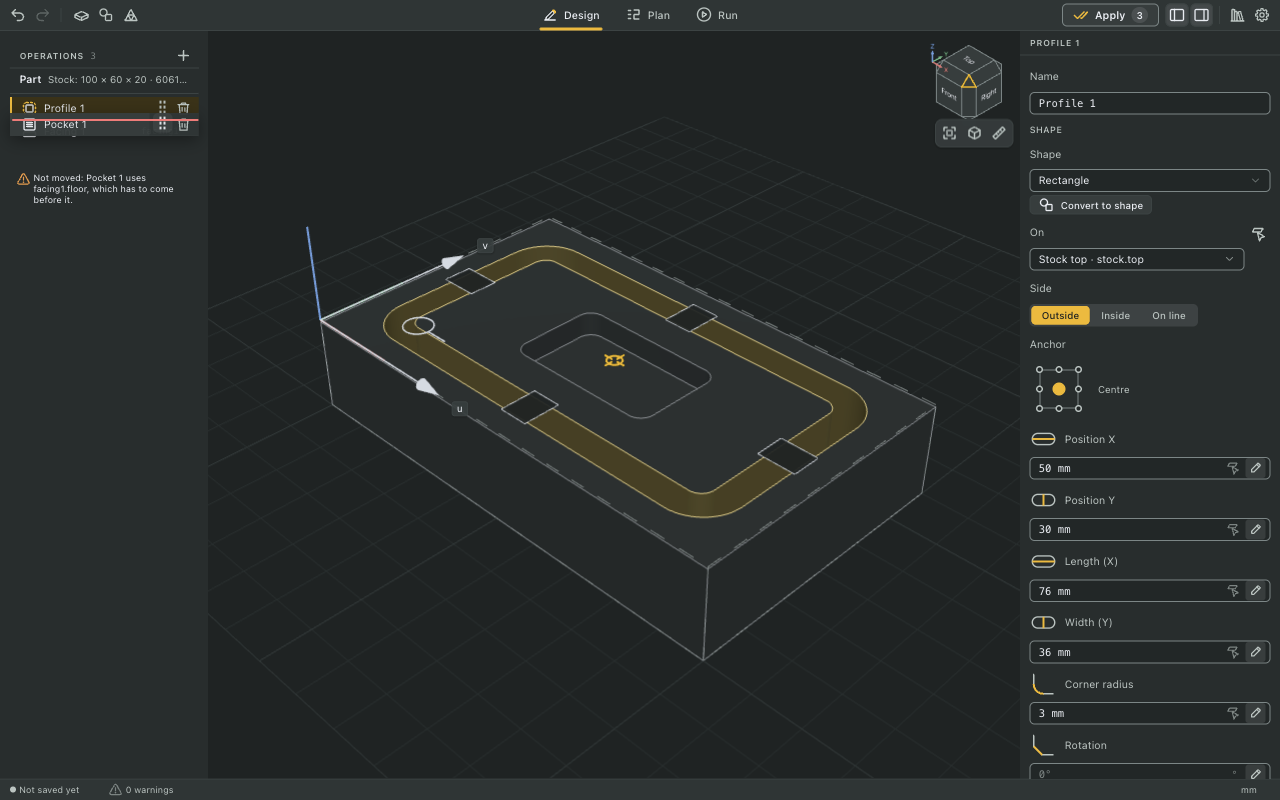 Design
Plan
Run
Apply 3
OPERATIONS 3
Part Stock: 100 × 60 × 20 · 6061...
Profile 1
Pocket 1
Not moved: Pocket 1 uses
facing1.floor, which has to come
before it.
v
u
Z
Y
X
Top
Front
Right
PROFILE 1
Name
Profile 1
SHAPE
Shape
Rectangle
Convert to shape
On
Stock top · stock.top
Side
Outside
Inside
On line
Anchor
Centre
Position X
50 mm
Position Y
30 mm
Length (X)
76 mm
Width (Y)
36 mm
Corner radius
3 mm
Rotation
0° °
Not saved yet
0 warnings
mm